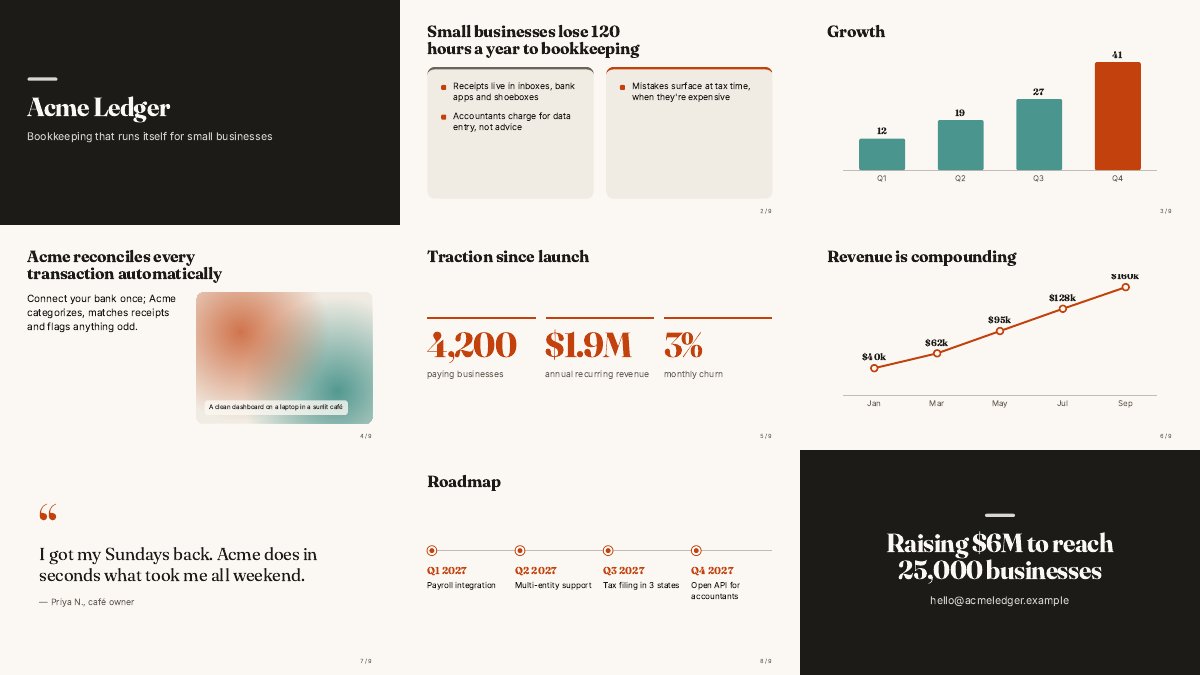 Acme Ledger
Bookkeeping that runs itself for small businesses
Small businesses lose 120
hours a year to bookkeeping
Receipts live in inboxes, bank
apps and shoeboxes
Accountants charge for data
entry, not advice
Mistakes surface at tax time,
when they're expensive
2 / 9
Growth
12
19
27
41
Q1
Q2
Q3
Q4
3 / 9
Acme reconciles every
transaction automatically
Connect your bank once; Acme
categorizes, matches receipts
and flags anything odd.
A clean dashboard on a laptop in a sunlit café
4 / 9
Traction since launch
4,200
paying businesses
$1.9M
annual recurring revenue
3%
monthly churn
5 / 9
Revenue is compounding
$40k
$62k
$95k
$128k
$160k
Jan
Mar
May
Jul
Sep
6 / 9
“
I got my Sundays back. Acme does in
seconds what took me all weekend.
— Priya N., café owner
7 / 9
Roadmap
Q1 2027
Payroll integration
Q2 2027
Multi-entity support
Q3 2027
Tax filing in 3 states
Q4 2027
Open API for
accountants
8 / 9
Raising $6M to reach
25,000 businesses
hello@acmeledger.example